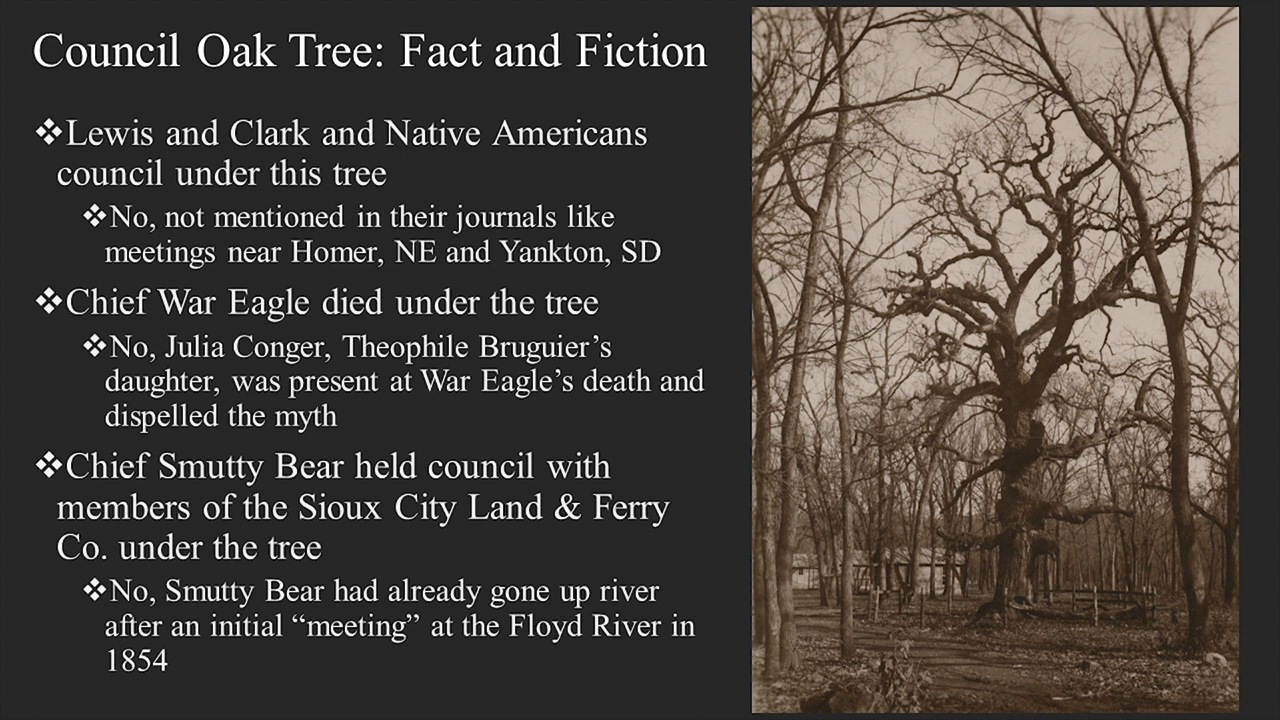 Council Oak Tree: Fact and Fiction
❖Lewis and Clark and Native Americans
council under this tree
❖No, not mentioned in their journals like
meetings near Homer, NE and Yankton, SD
❖Chief War Eagle died under the tree
❖No, Julia Conger, Theophile Bruguier’s
daughter, was present at War Eagle’s death and
dispelled the myth
❖Chief Smutty Bear held council with
members of the Sioux City Land & Ferry
Co. under the tree
❖No, Smutty Bear had already gone up river
after an initial “meeting” at the Floyd River in
1854